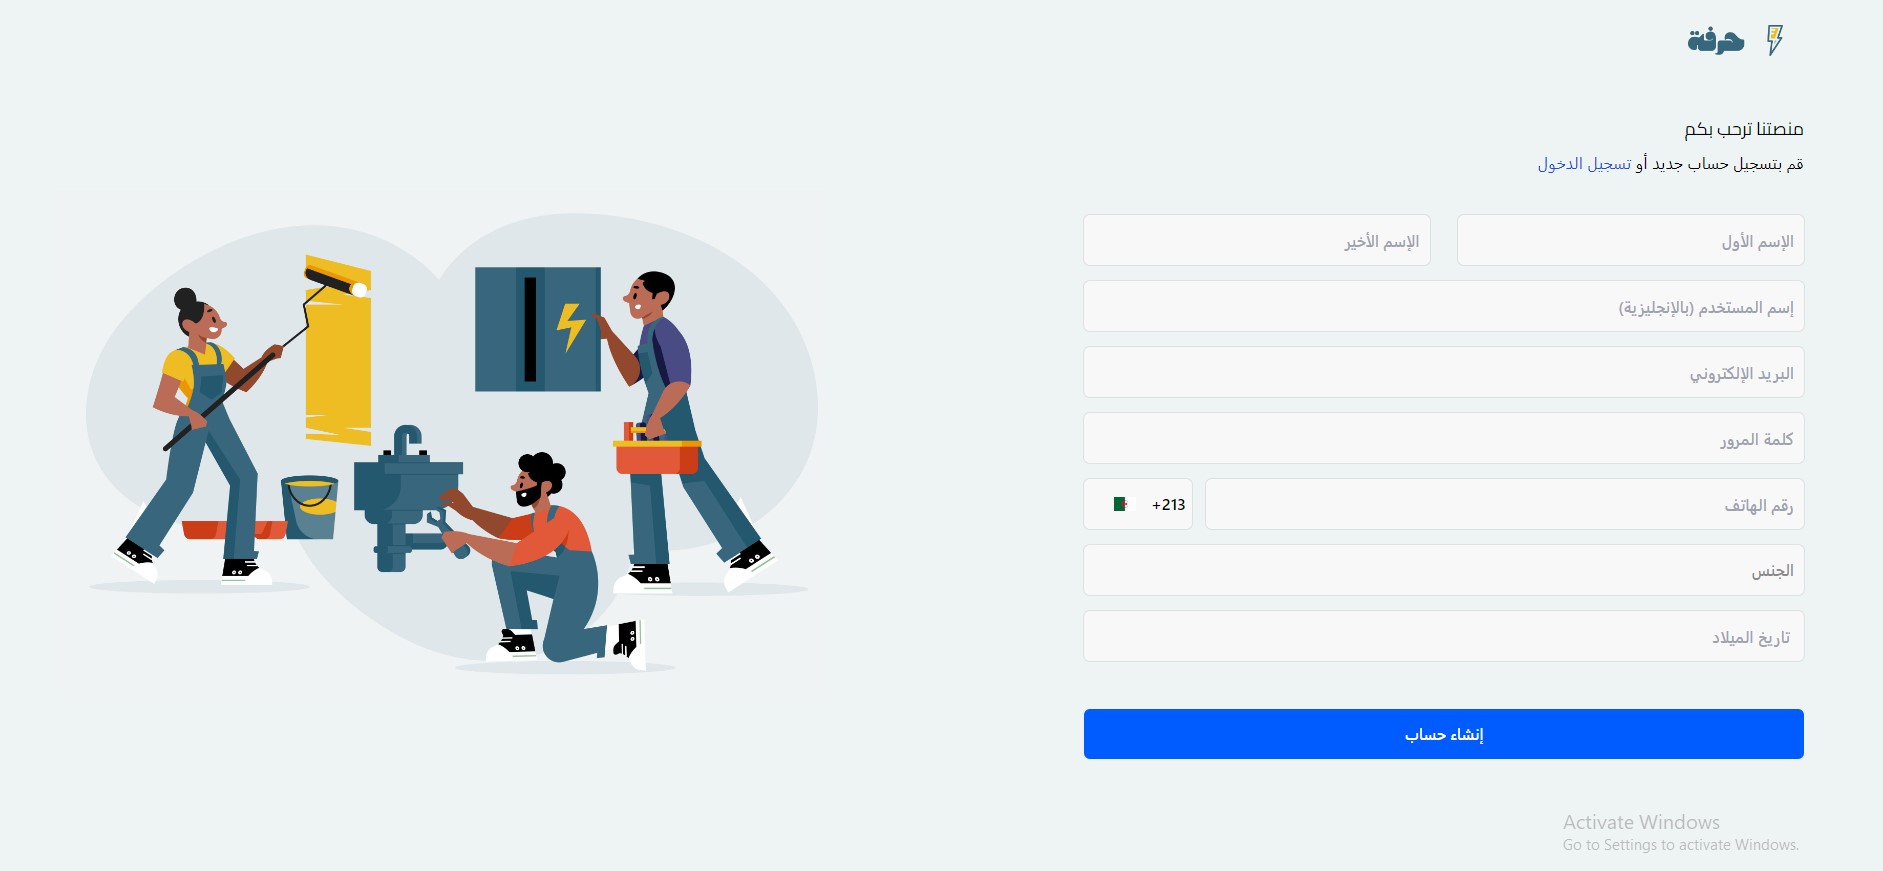 حرفة
منصتنا ترحب بكم
قم بتسجيل حساب جديد أو تسجيل الدخول
الإسم الأول
الإسم الأخير
إسم المستخدم (بالإنجليزية)
البريد الإلكتروني
كلمة المرور
رقم الهاتف
+213
الجنس
تاريخ الميلاد
إنشاء حساب
Activate Windows
Go to Settings to activate Windows.